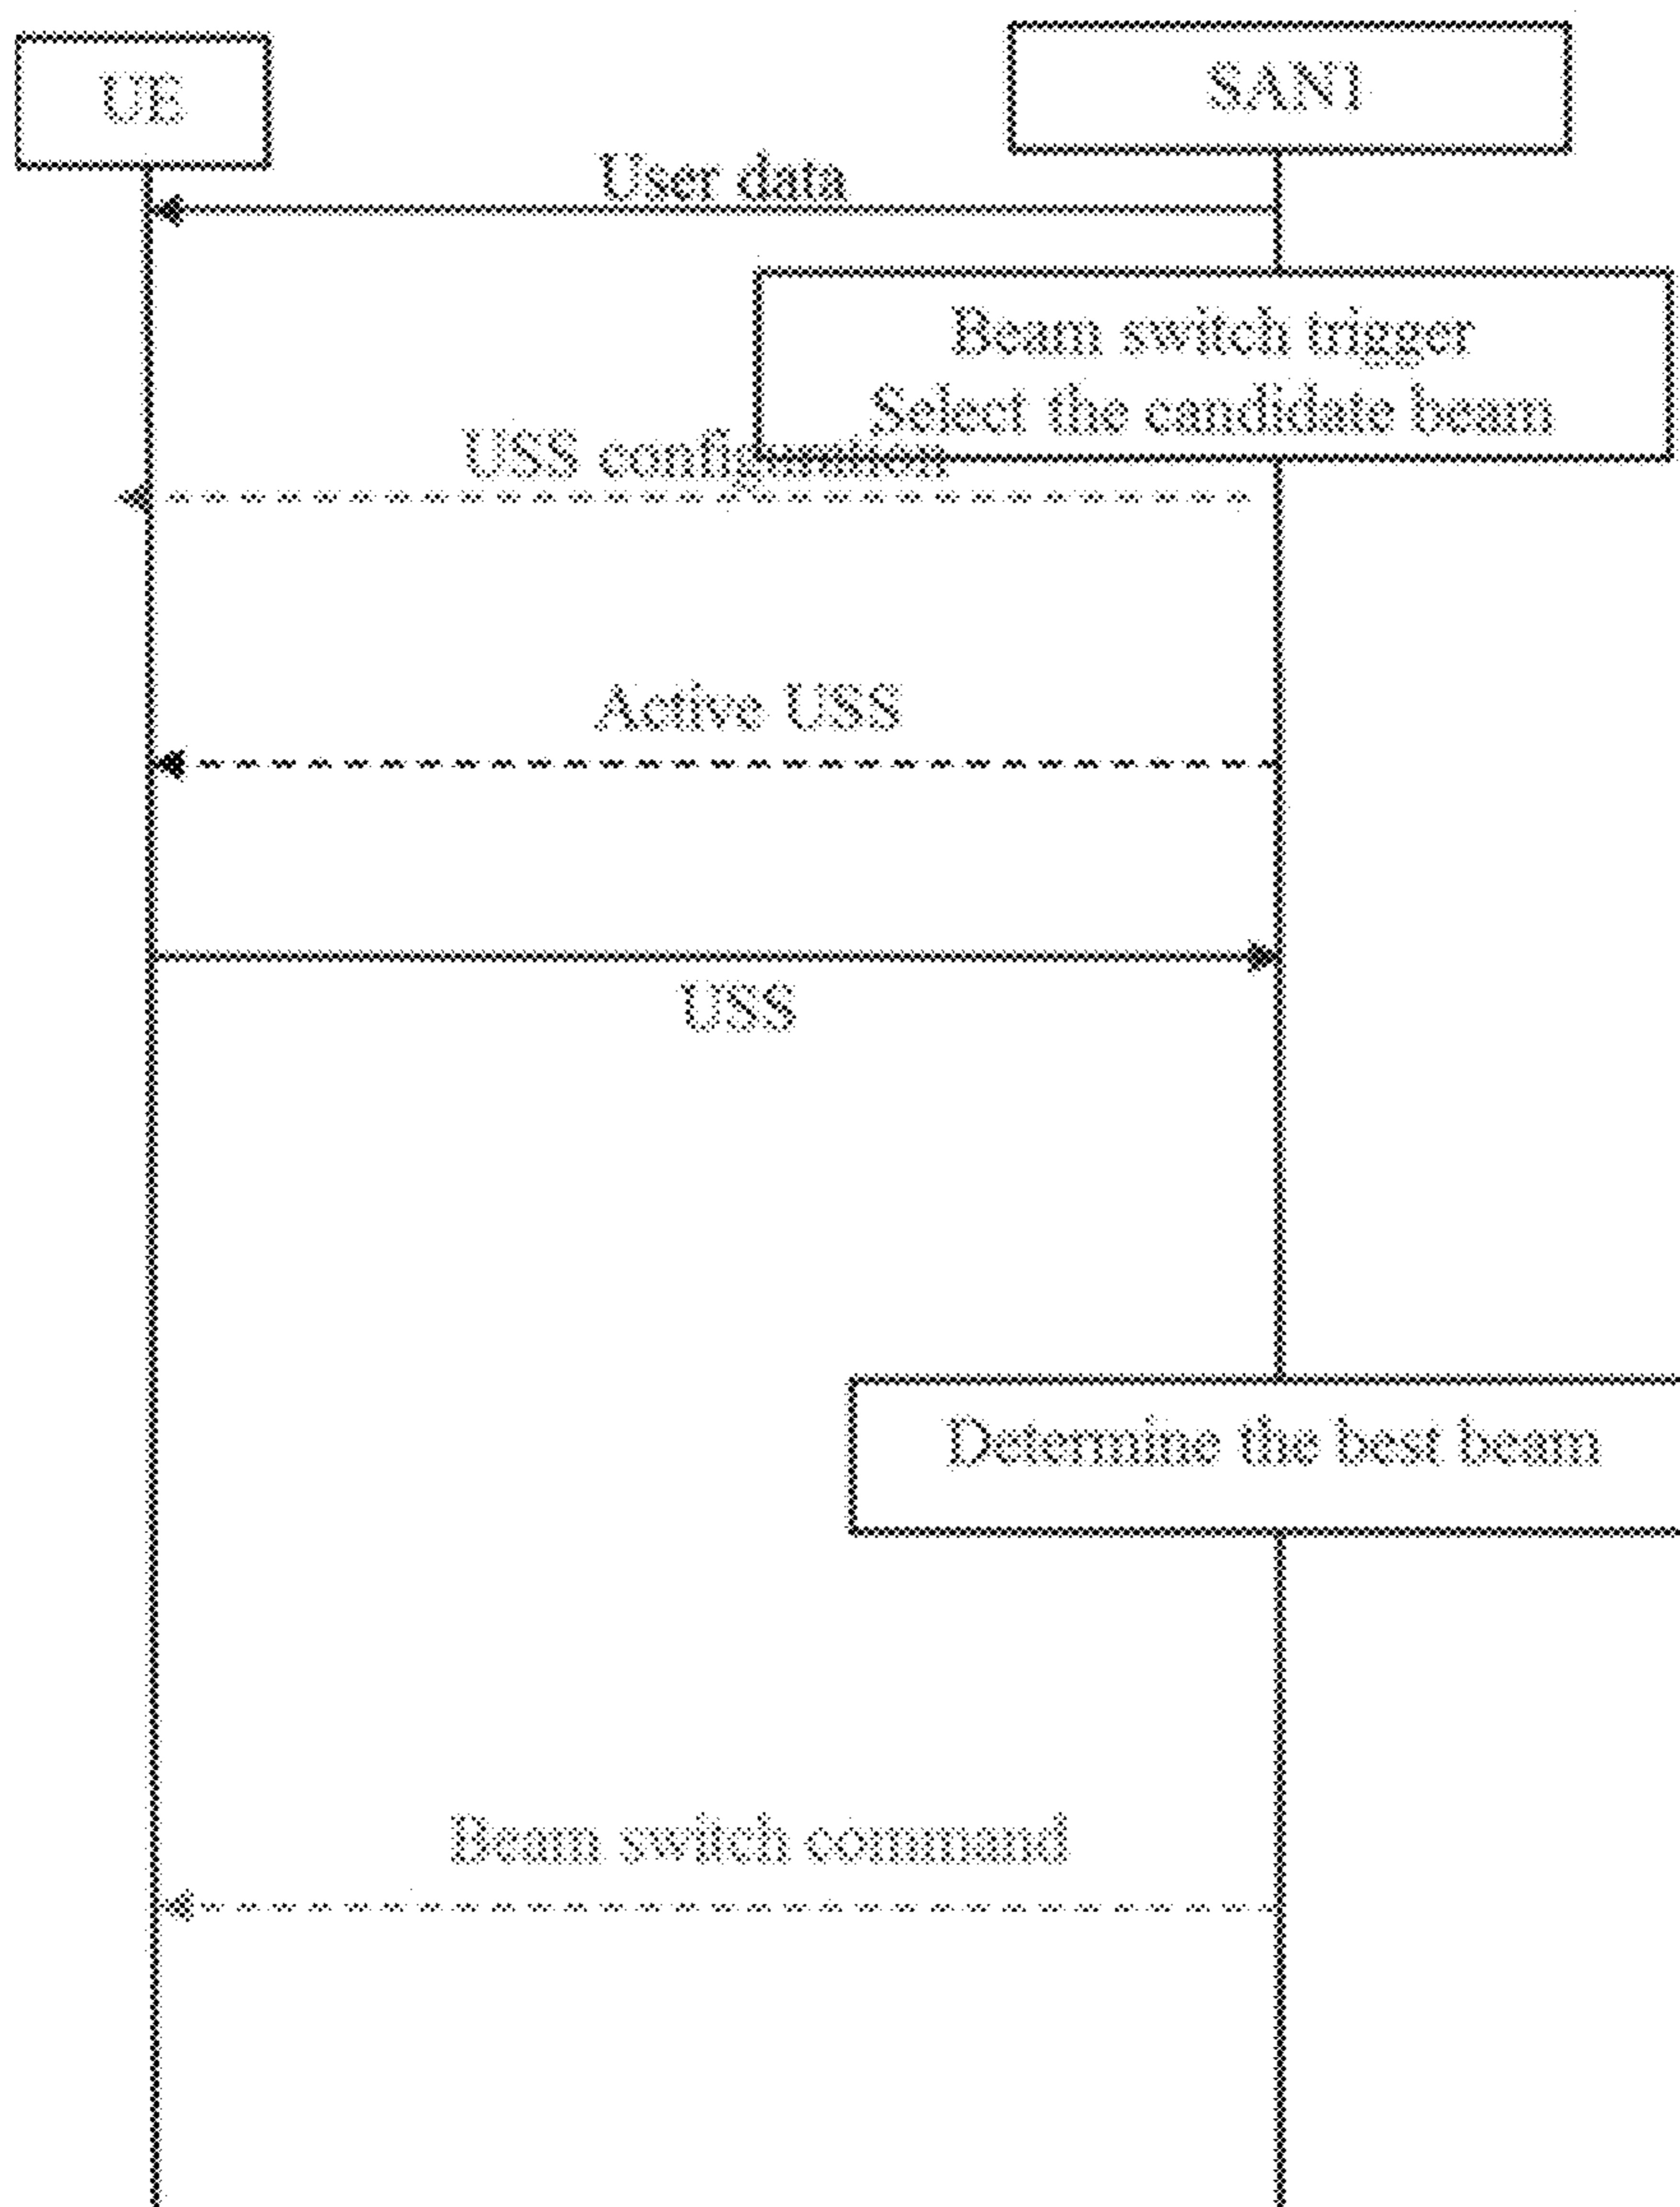 UE
SAN1
User data
Beam switch trigger
Select the candidate beam
USS configuration
Active USS
USS
Determine the best beam
Beam switch command